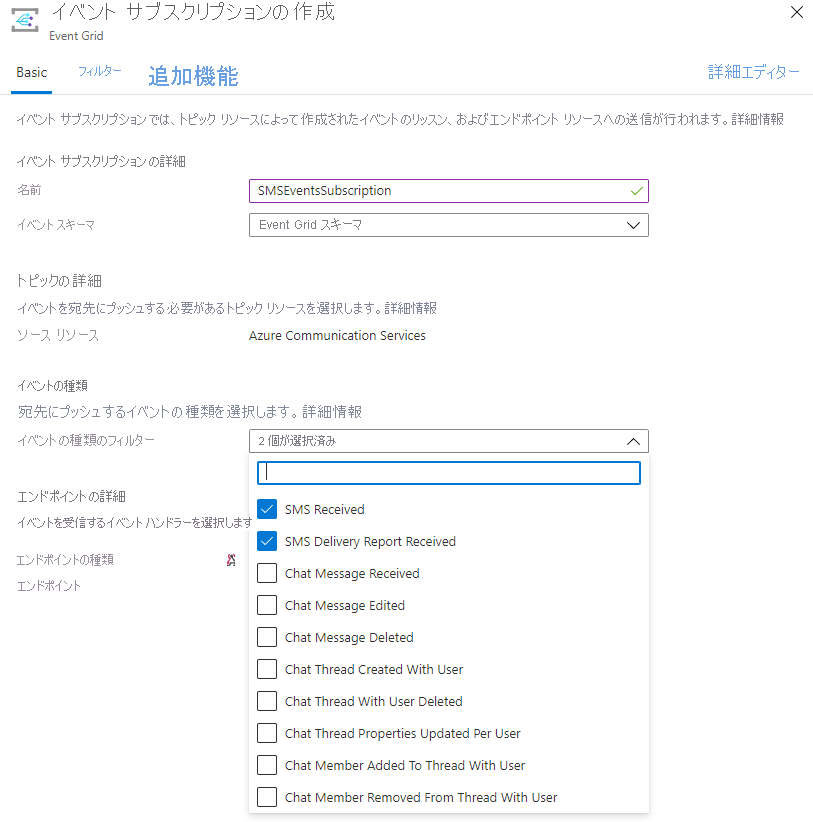 イベント サブスクリプションの作成
Event Grid
Basic フィルター 追加機能 詳細エディター
イベント サブスクリプションでは、トピック リソースによって作成されたイベントのリッスン、およびエンドポイント リソースへの送信が行われます。詳細情報
イベント サブスクリプションの詳細
名前 SMSEventsSubscription
イベントスキーマ Event Grid スキーマ
トピックの詳細
イベントを宛先にプッシュする必要があるトピック リソースを選択します。詳細情報
ソース リソース Azure Communication Services
イベントの種類
宛先にプッシュするイベントの種類を選択します。詳細情報
イベントの種類のフィルター 2 個が選択済み
SMS Received
エンドポイントの詳細
イベントを受信するイベント ハンドラーを選択します
SMS Delivery Report Received
エンドポイントの種類
Chat Message Received
エンドポイント
Chat Message Edited
Chat Message Deleted
Chat Thread Created With User
Chat Thread With User Deleted
Chat Thread Properties Updated Per User
Chat Member Added To Thread With User
Chat Member Removed From Thread With User